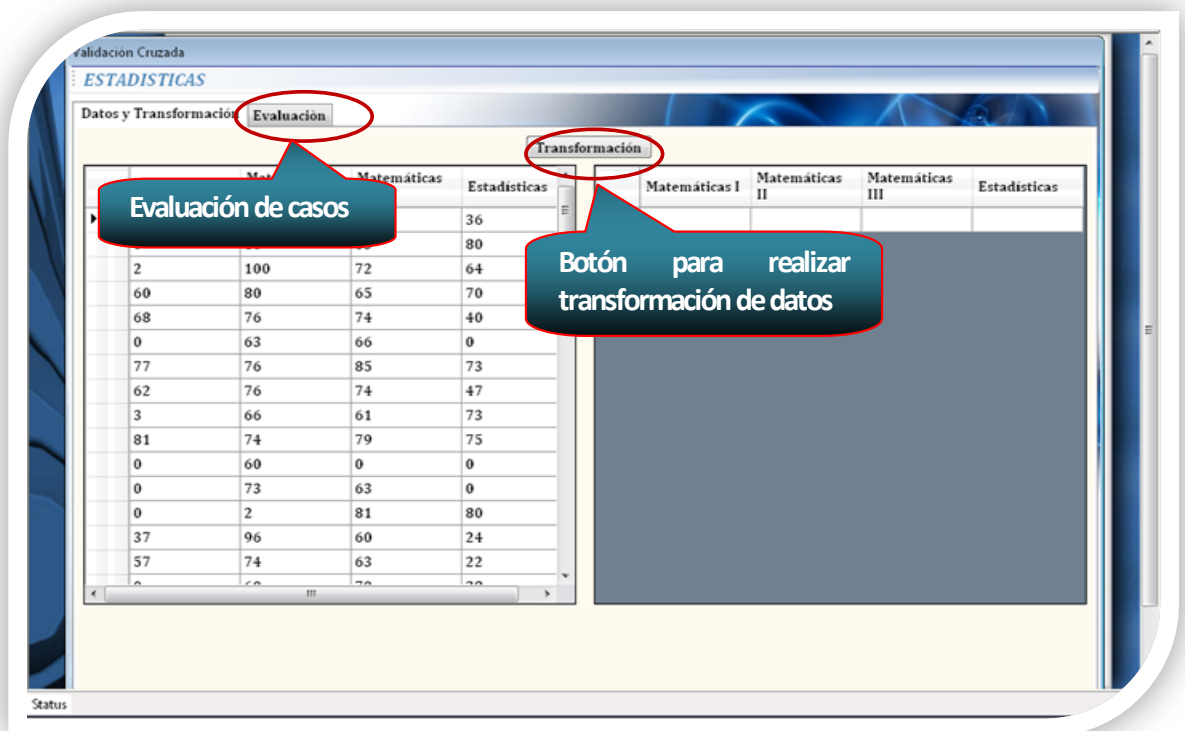 Validación Cruzada
ESTADISTICAS
Datos y Transformación Evaluación
Transformación
Matemáticas Estadísticas
Matemáticas I Matemáticas II Matemáticas III Estadísticas
Evaluación de casos
Botón para realizar
transformación de datos
36
80
2 100 72 64
60 80 65 70
68 76 74 40
0 63 66 0
77 76 85 73
62 76 74 47
3 66 61 73
81 74 79 75
0 60 0 0
0 73 63 0
0 2 81 80
37 96 60 24
57 74 63 22
Status